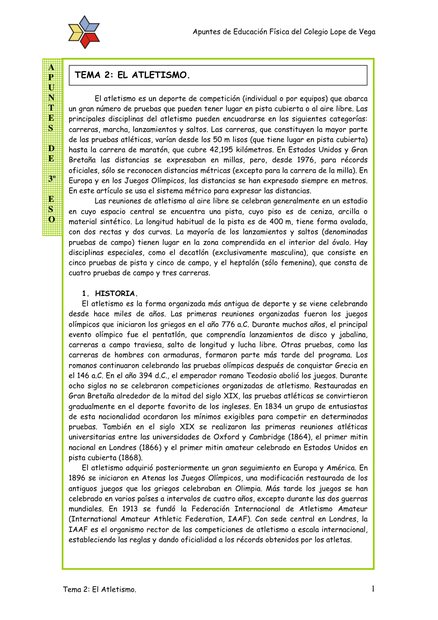 Apuntes de Educación Física del Colegio Lope de Vega
A
P
U
N
T
E
S
D
E
3º
E
S
O
TEMA 2: EL ATLETISMO.
El atletismo es un deporte de competición (individual o por equipos) que abarca
un gran número de pruebas que pueden tener lugar en pista cubierta o al aire libre. Las
principales disciplinas del atletismo pueden encuadrarse en las siguientes categorías:
carreras, marcha, lanzamientos y saltos. Las carreras, que constituyen la mayor parte
de las pruebas atléticas, varían desde los 50 m lisos (que tiene lugar en pista cubierta)
hasta la carrera de maratón, que cubre 42,195 kilómetros. En Estados Unidos y Gran
Bretaña las distancias se expresaban en millas, pero, desde 1976, para récords
oficiales, sólo se reconocen distancias métricas (excepto para la carrera de la milla). En
Europa y en los Juegos Olímpicos, las distancias se han expresado siempre en metros.
En este artículo se usa el sistema métrico para expresar las distancias.
Las reuniones de atletismo al aire libre se celebran generalmente en un estadio
en cuyo espacio central se encuentra una pista, cuyo piso es de ceniza, arcilla o
material sintético. La longitud habitual de la pista es de 400 m, tiene forma ovalada,
con dos rectas y dos curvas. La mayoría de los lanzamientos y saltos (denominadas
pruebas de campo) tienen lugar en la zona comprendida en el interior del óvalo. Hay
disciplinas especiales, como el decatlón (exclusivamente masculina), que consiste en
cinco pruebas de pista y cinco de campo, y el heptalón (sólo femenina), que consta de
cuatro pruebas de campo y tres carreras.
1. HISTORIA.
El atletismo es la forma organizada más antigua de deporte y se viene celebrando
desde hace miles de años. Las primeras reuniones organizadas fueron los juegos
olímpicos que iniciaron los griegos en el año 776 a.C. Durante muchos años, el principal
evento olímpico fue el pentatlón, que comprendía lanzamientos de disco y jabalina,
carreras a campo traviesa, salto de longitud y lucha libre. Otras pruebas, como las
carreras de hombres con armaduras, formaron parte más tarde del programa. Los
romanos continuaron celebrando las pruebas olímpicas después de conquistar Grecia en
el 146 a.C. En el año 394 d.C., el emperador romano Teodosio abolió los juegos. Durante
ocho siglos no se celebraron competiciones organizadas de atletismo. Restauradas en
Gran Bretaña alrededor de la mitad del siglo XIX, las pruebas atléticas se convirtieron
gradualmente en el deporte favorito de los ingleses. En 1834 un grupo de entusiastas
de esta nacionalidad acordaron los mínimos exigibles para competir en determinadas
pruebas. También en el siglo XIX se realizaron las primeras reuniones atléticas
universitarias entre las universidades de Oxford y Cambridge (1864), el primer mitin
nacional en Londres (1866) y el primer mitin amateur celebrado en Estados Unidos en
pista cubierta (1868).
El atletismo adquirió posteriormente un gran seguimiento en Europa y América. En
1896 se iniciaron en Atenas los Juegos Olímpicos, una modificación restaurada de los
antiguos juegos que los griegos celebraban en Olimpia. Más tarde los juegos se han
celebrado en varios países a intervalos de cuatro años, excepto durante las dos guerras
mundiales. En 1913 se fundó la Federación Internacional de Atletismo Amateur
(International Amateur Athletic Federation, IAAF). Con sede central en Londres, la
IAAF es el organismo rector de las competiciones de atletismo a escala internacional,
estableciendo las reglas y dando oficialidad a los récords obtenidos por los atletas.
Tema 2: El Atletismo.
1